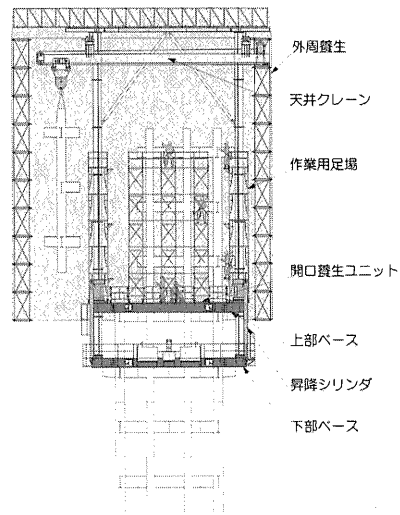 外周養生
天井クレーン
作業用足場
開口養生ユニット
上部ベース
昇降シリンダ
下部ベース